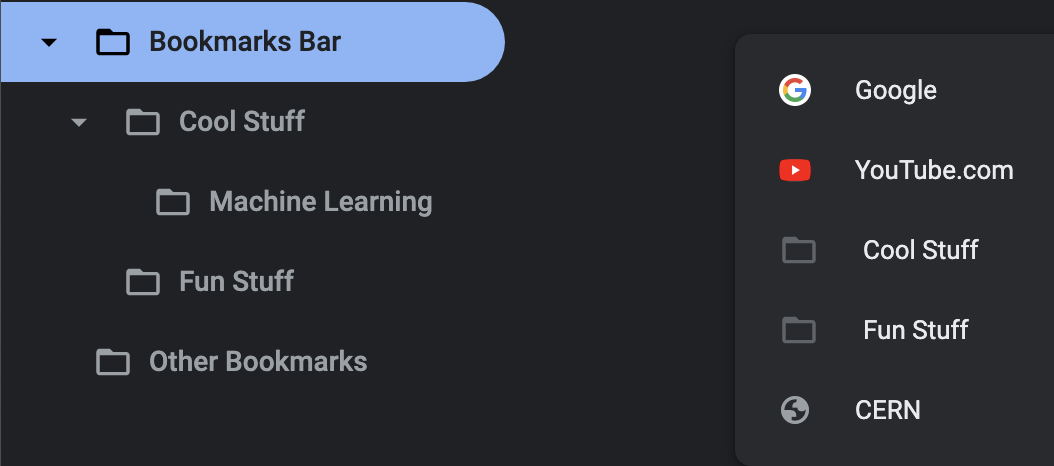 Bookmarks Bar
Cool Stuff
Machine Learning
Fun Stuff
Other Bookmarks
Google
YouTube.com
Cool Stuff
Fun Stuff
CERN